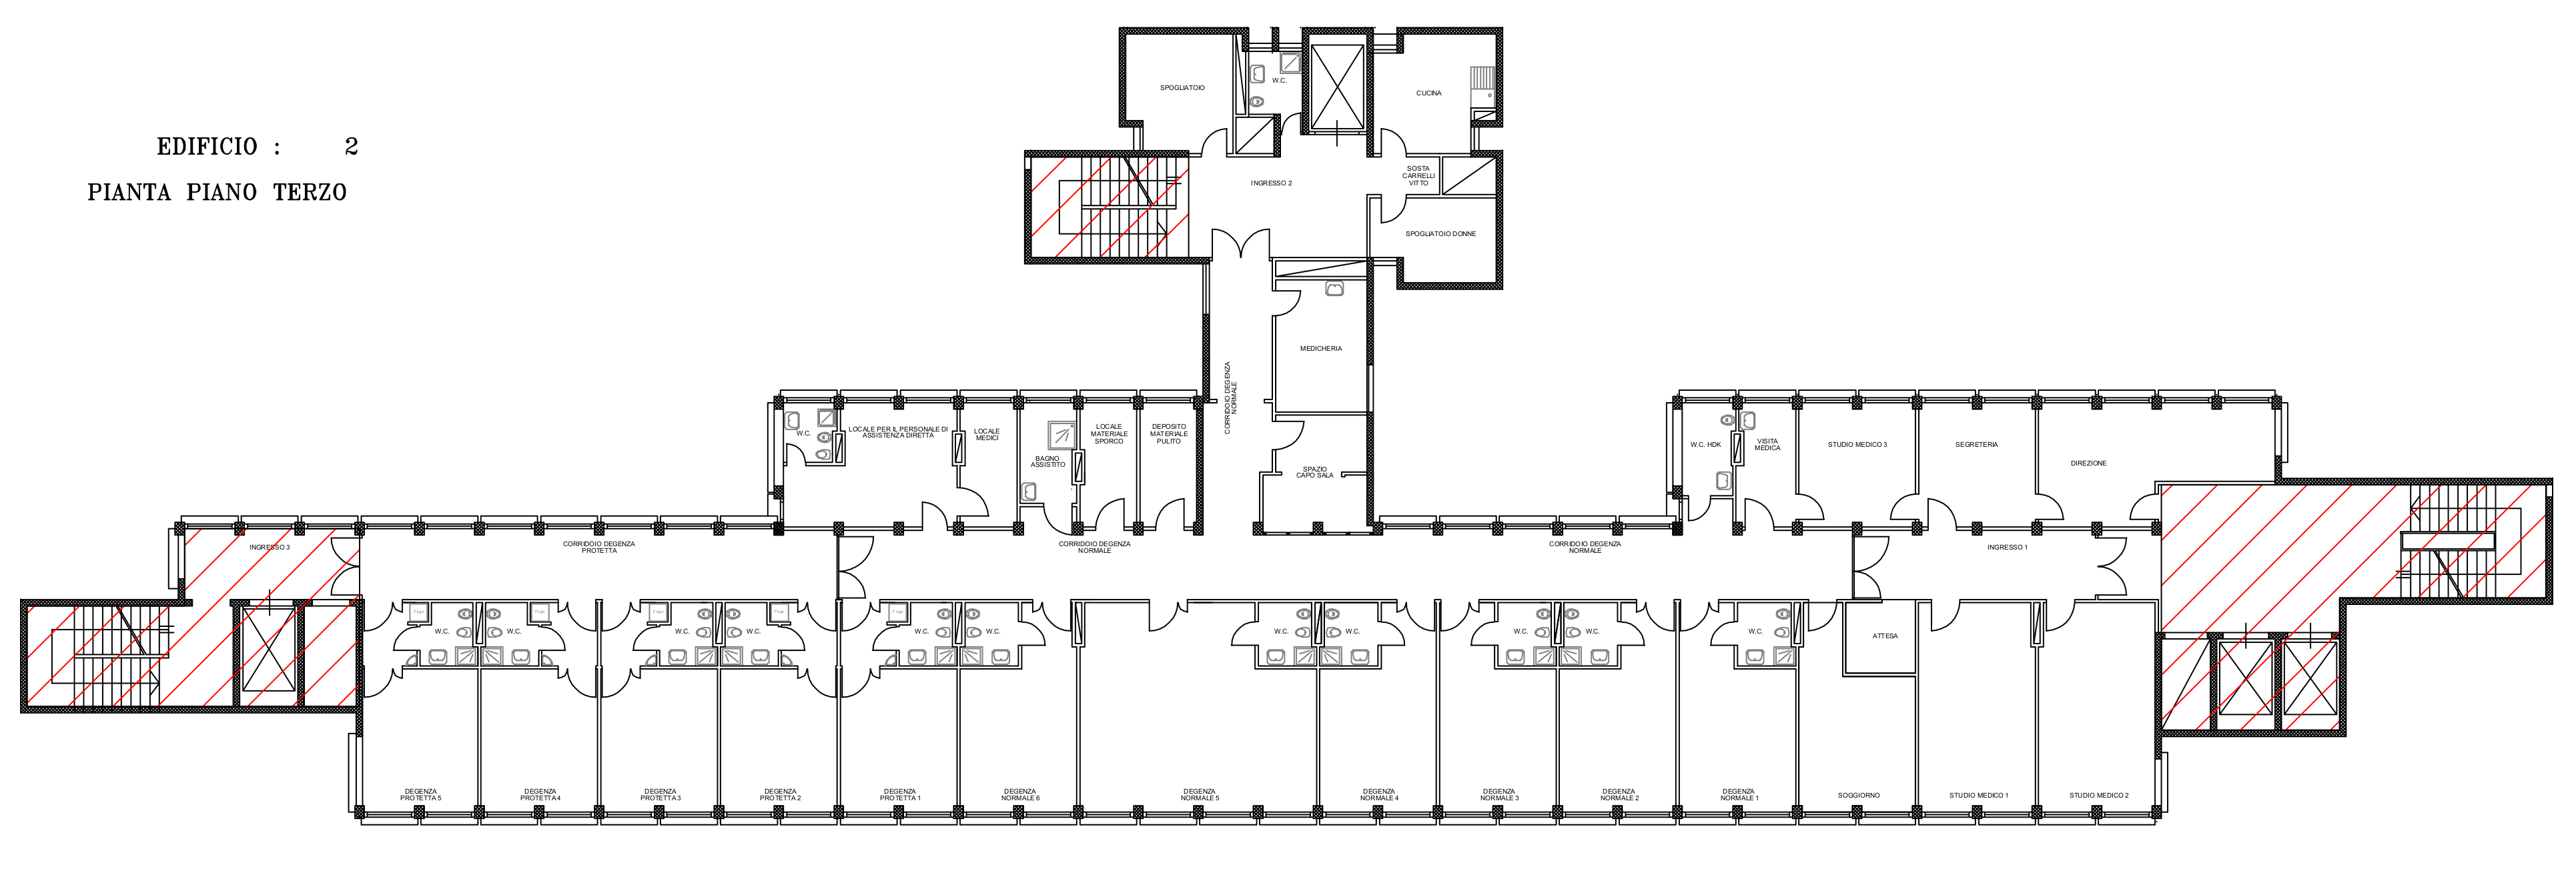 EDIFICIO : 2
PIANTA PIANO TERZO
SPOGLIATOIO
W.C.
CUCINA
INGRESSO 2
SOSTA
CARRELLI
VITTO
SPOGLIATOIO DONNE
MEDICHERIA
CORRIDOIO DEGENZA
NORMALE
SPAZIO
CAPO SALA
W.C.
LOCALE PER IL PERSONALE DI
ASSISTENZA DIRETTA
LOCALE
MEDICI
BAGNO
ASSISTITO
LOCALE
MATERIALE
SPORCO
DEPOSITO
MATERIALE
PULITO
W.C. HDK
VISITA
MEDICA
STUDIO MEDICO 3
SEGRETERIA
DIREZIONE
INGRESSO 3
CORRIDOIO DEGENZA
PROTETTA
CORRIDOIO DEGENZA
NORMALE
CORRIDOIO DEGENZA
NORMALE
INGRESSO 1
W.C.
W.C.
W.C.
W.C.
W.C.
W.C.
W.C.
W.C.
W.C.
W.C.
W.C.
ATTESA
DEGENZA
PROTETTA 5
DEGENZA
PROTETTA 4
DEGENZA
PROTETTA 3
DEGENZA
PROTETTA 2
DEGENZA
PROTETTA 1
DEGENZA
NORMALE 6
DEGENZA
NORMALE 5
DEGENZA
NORMALE 4
DEGENZA
NORMALE 3
DEGENZA
NORMALE 2
DEGENZA
NORMALE 1
SOGGIORNO
STUDIO MEDICO 1
STUDIO MEDICO 2